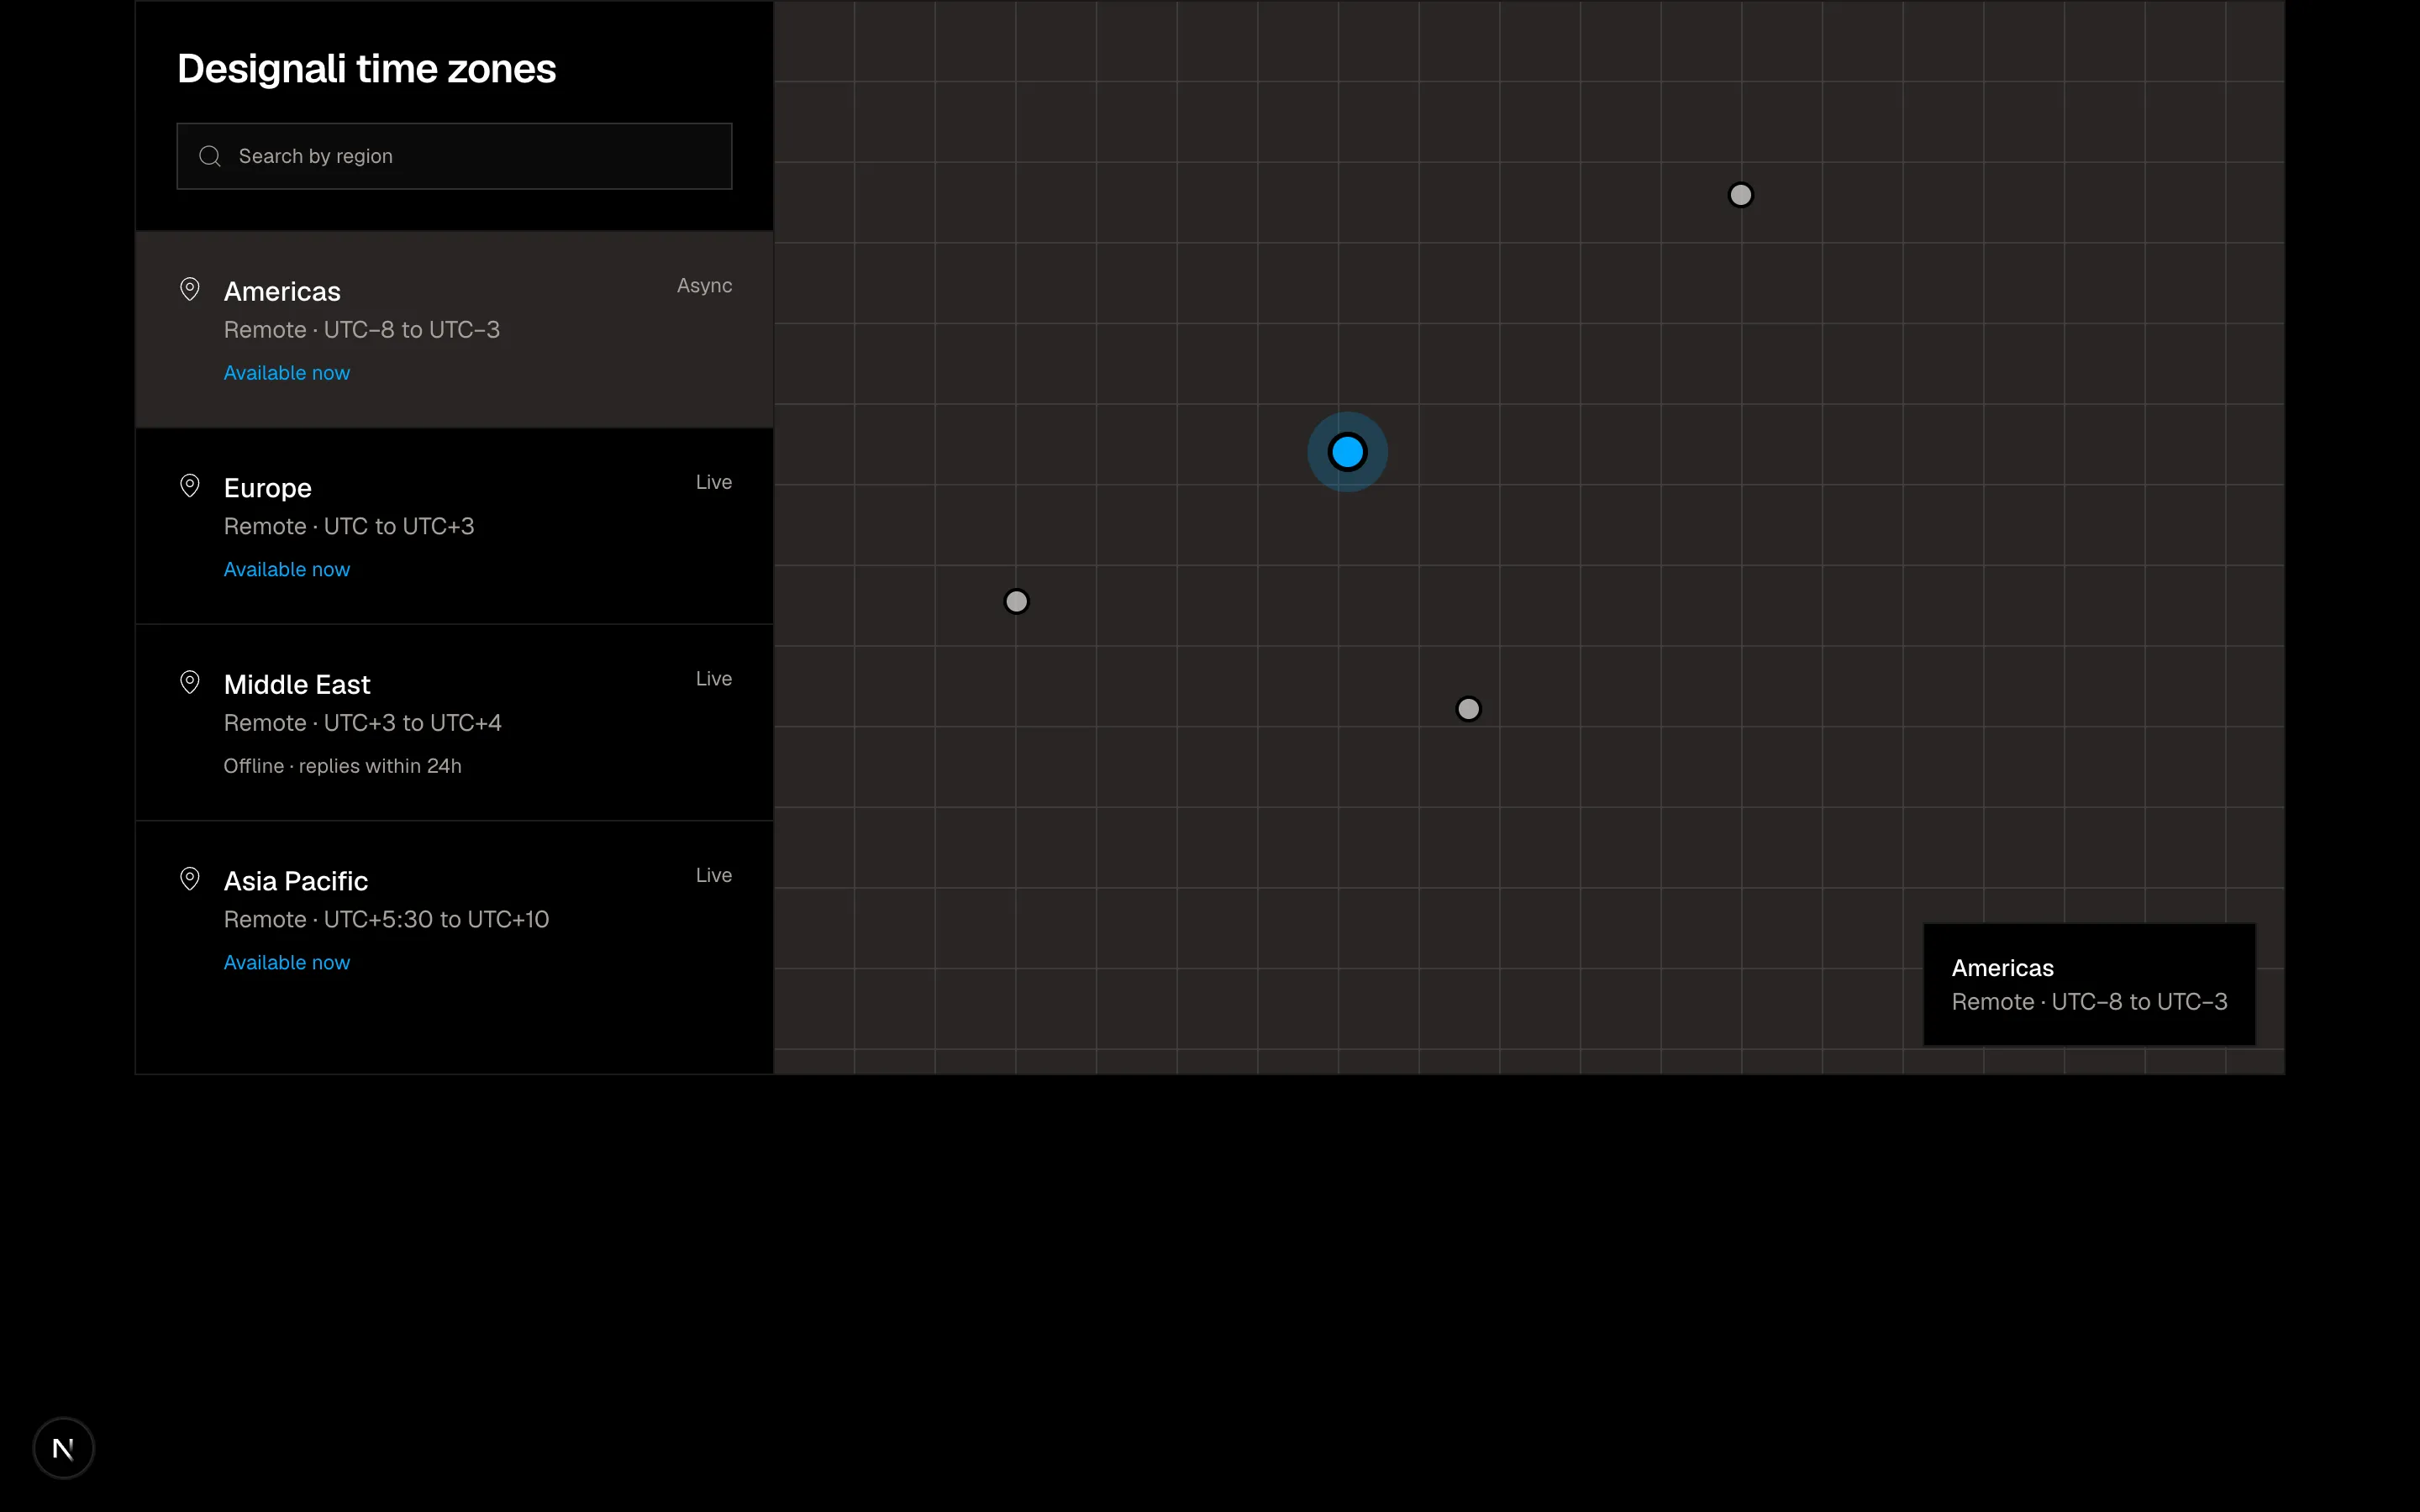 Designali time zones
Search by region
Americas
Async
Remote · UTC−8 to UTC−3
Available now
Europe
Live
Remote · UTC to UTC+3
Available now
Middle East
Live
Remote · UTC+3 to UTC+4
Offline · replies within 24h
Asia Pacific
Live
Remote · UTC+5:30 to UTC+10
Available now
Americas
Remote · UTC−8 to UTC−3
N